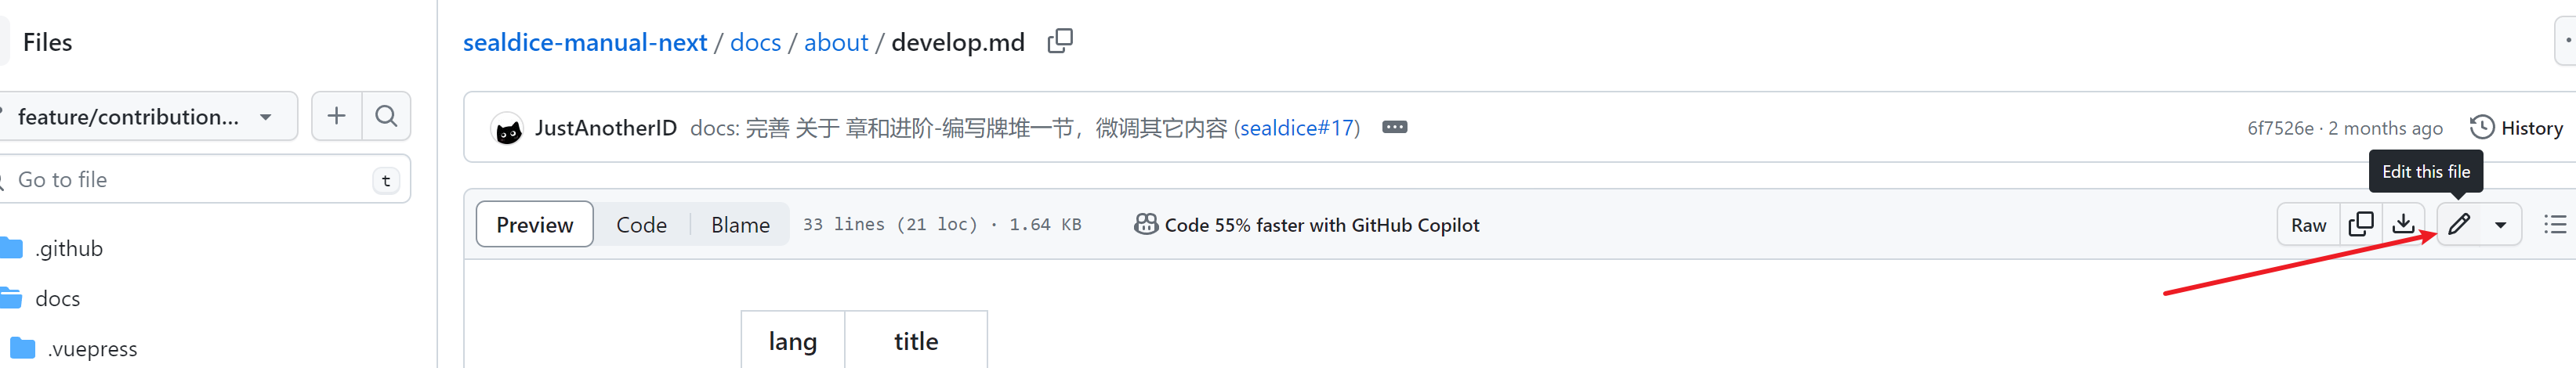 Files
sealdice-manual-next / docs / about / develop.md
feature/contribution...
JustAnotherID docs: 完善 关于 章和进阶-编写牌堆一节，微调其它内容 (sealdice#17)
6f7526e · 2 months ago
History
Go to file
t
Edit this file
Preview
Code
Blame
33 lines (21 loc) · 1.64 KB
Code 55% faster with GitHub Copilot
Raw
.github
docs
.vuepress
lang
title